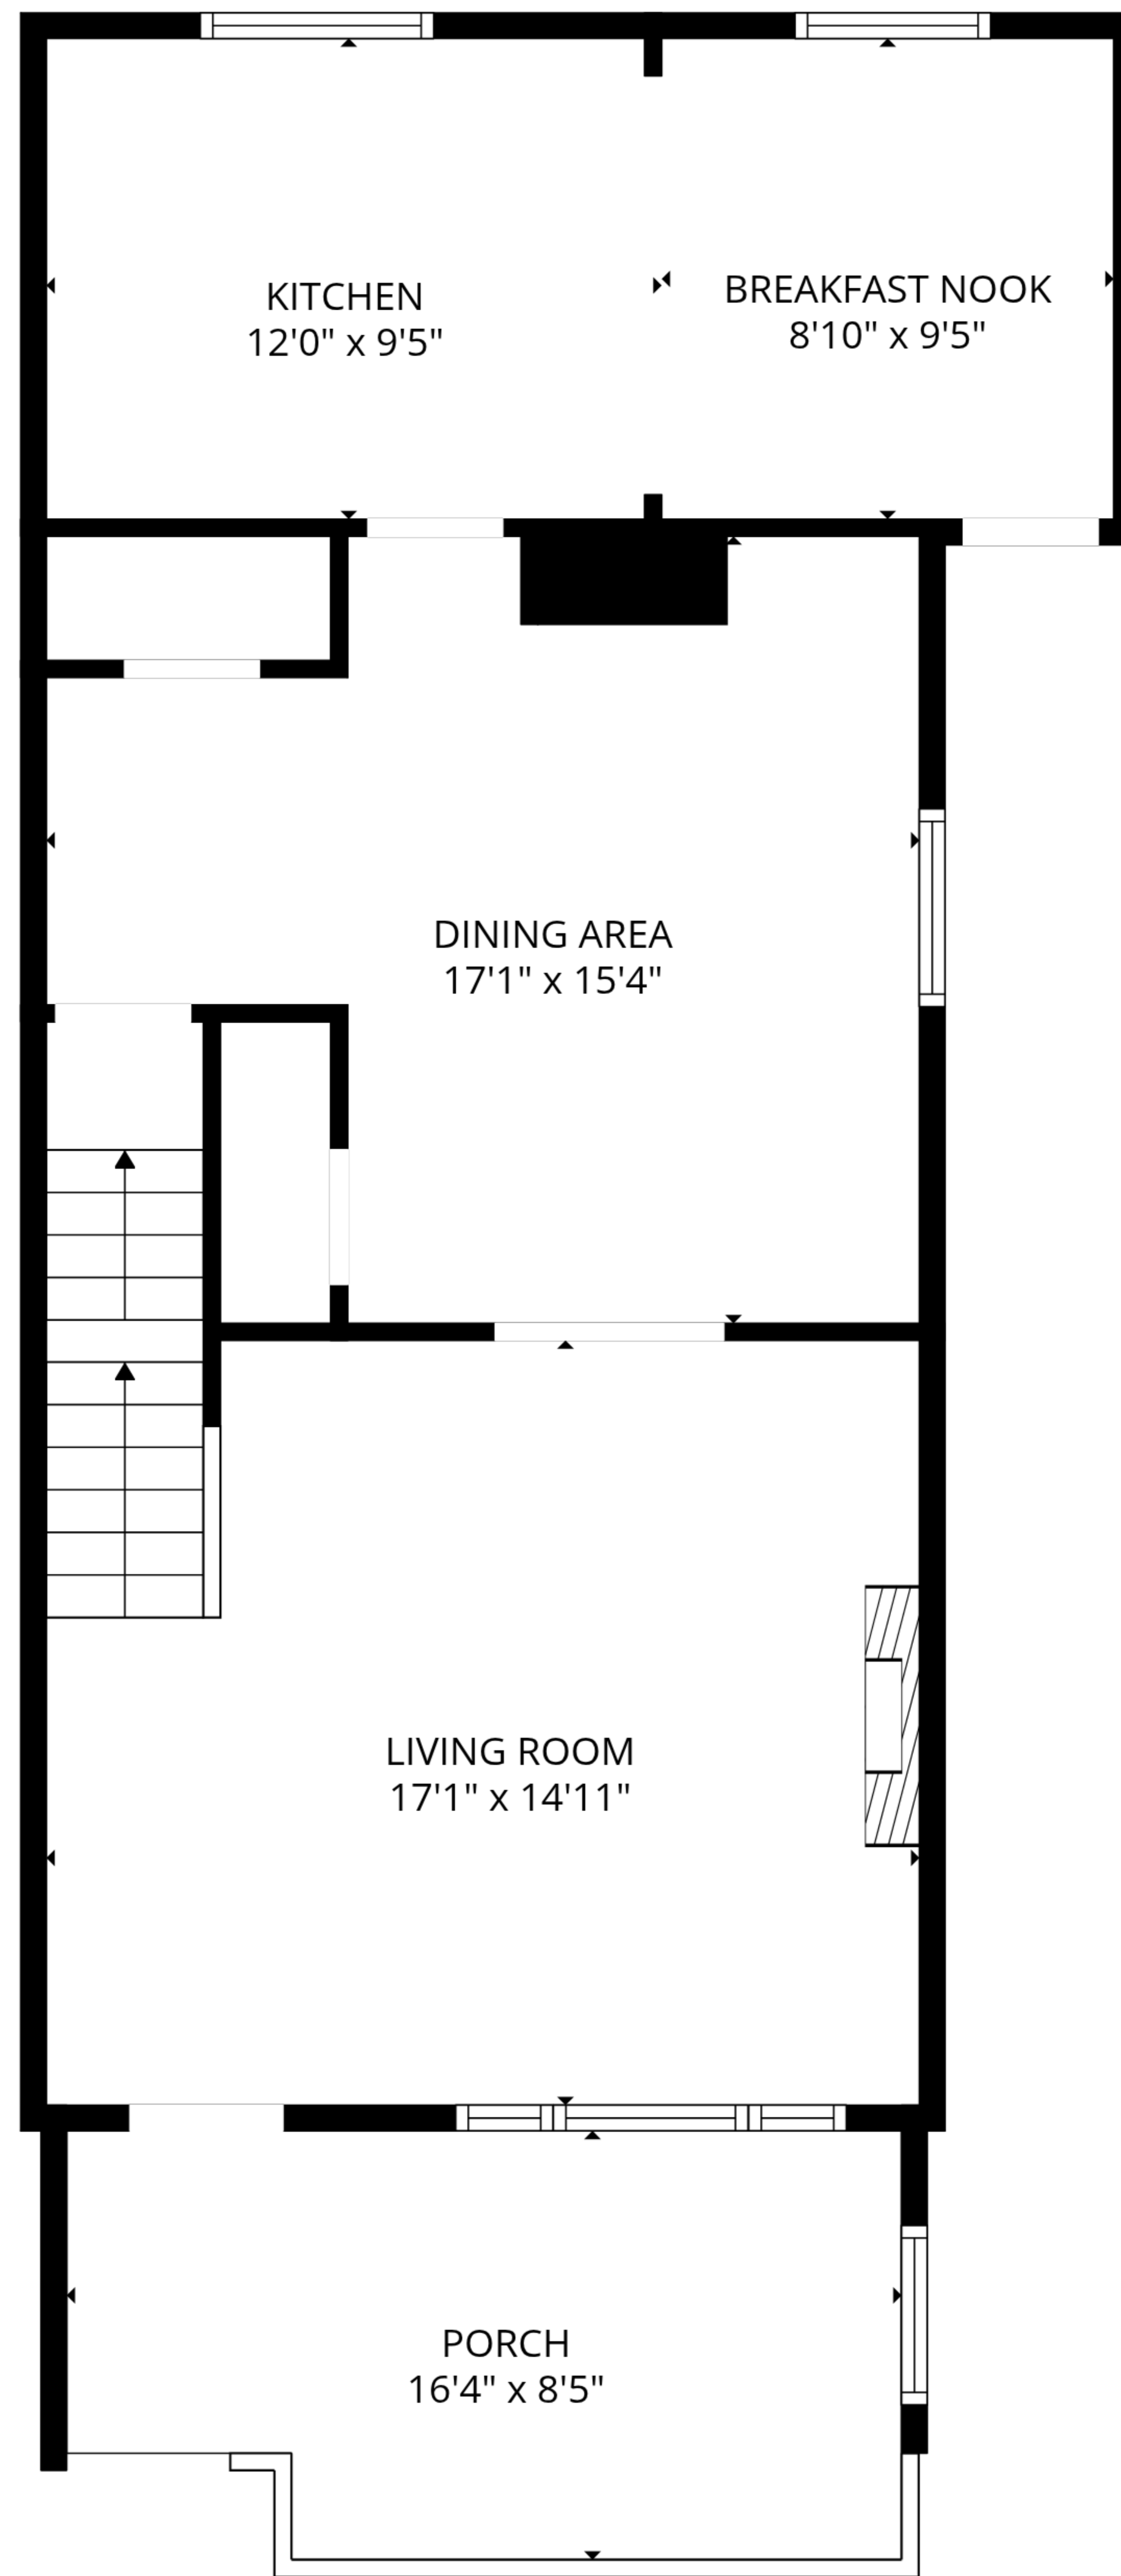 KITCHEN
12'0" x 9'5"
BREAKFAST NOOK
8'10" x 9'5"
DINING AREA
17'1" x 15'4"
LIVING ROOM
17'1" x 14'11"
PORCH
16'4" x 8'5"